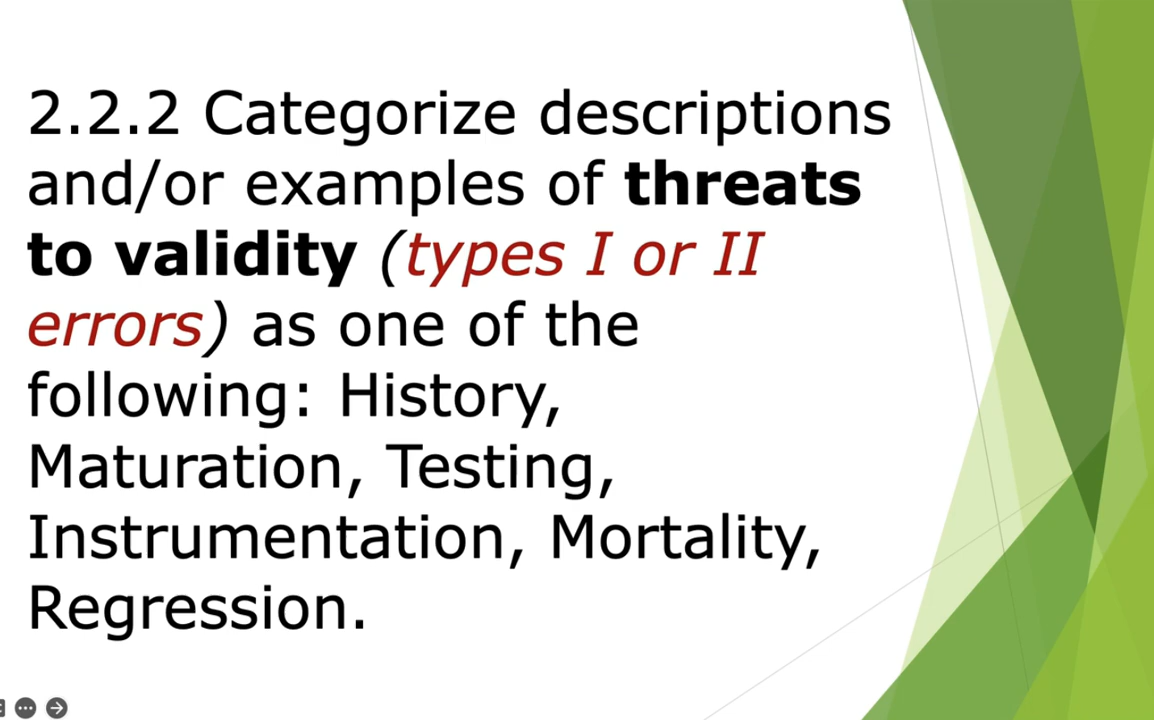 2.2.2 Categorize descriptions
and/or examples of threats
to validity (types I or II
errors) as one of the
following: History,
Maturation, Testing,
Instrumentation, Mortality,
Regression.